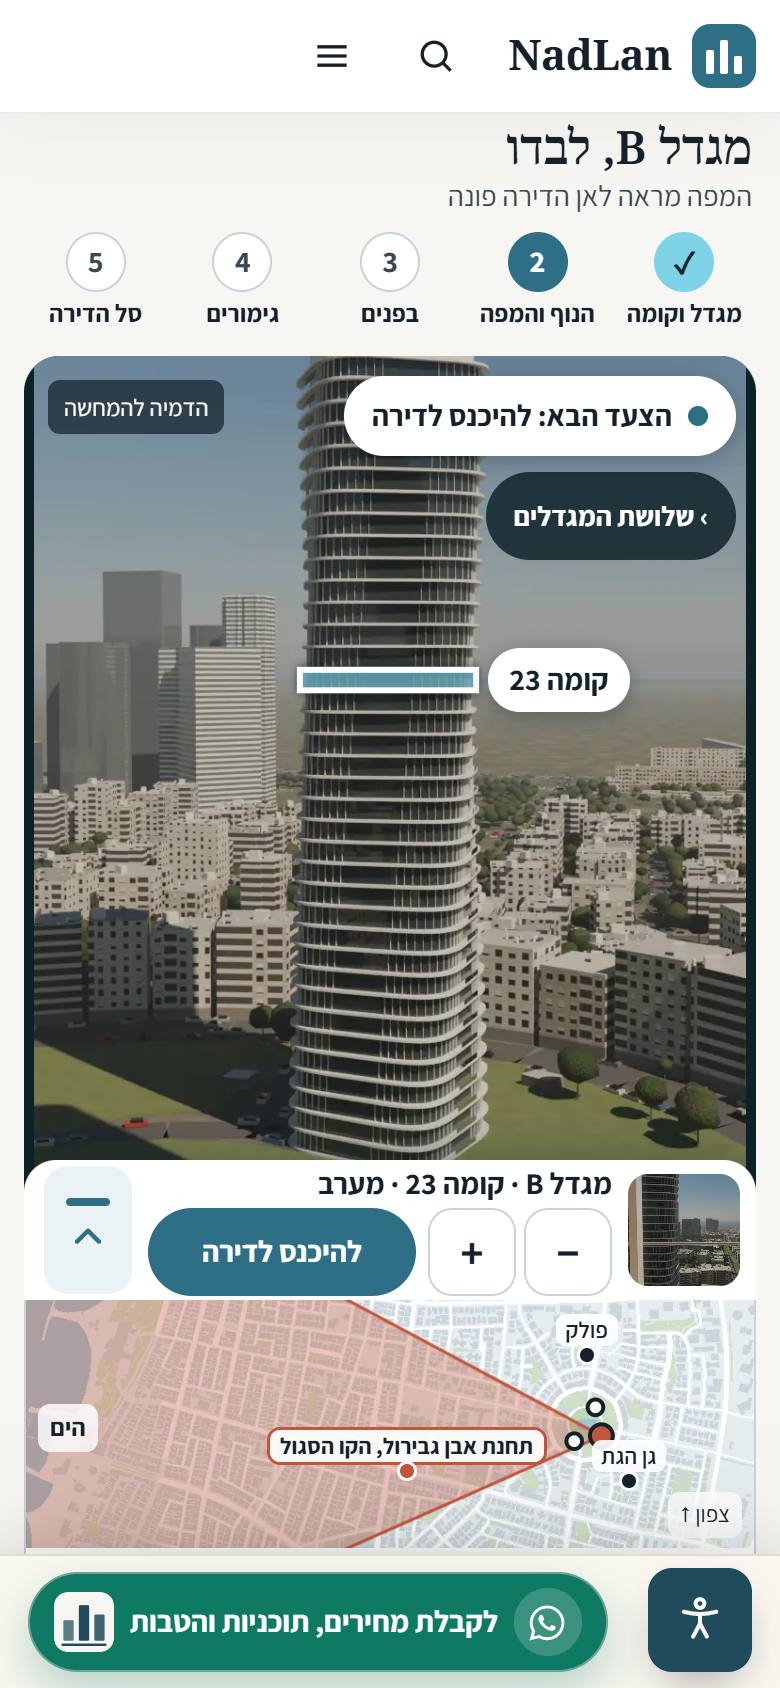 NadLan
מגדל B, לבדו
המפה מראה לאן הדירה פונה
✓ 2 3 4 5
מגדל וקומה הנוף והמפה בפנים גימורים סל הדירה
הצעד הבא: להיכנס לדירה
הדמיה להמחשה
‹ שלושת המגדלים
קומה 23
מגדל B · קומה 23 · מערב
− + להיכנס לדירה
פולק
הים
תחנת אבן גבירול, הקו הסגול
גן הגת
צפון ↑
לקבלת מחירים, תוכניות והטבות